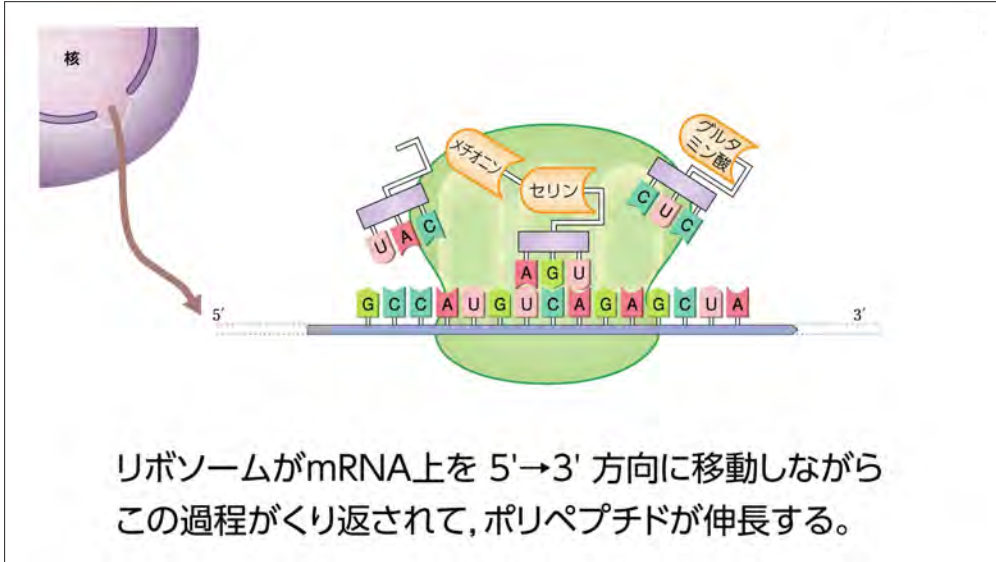 核
メチオニン
セリン
グルタ
ミン酸
UAC
CUC
AGU
GCCAUGUCAGAGCUA
5′
3′
リボソームがmRNA上を 5'→3' 方向に移動しながら
この過程がくり返されて,ポリペプチドが伸長する。